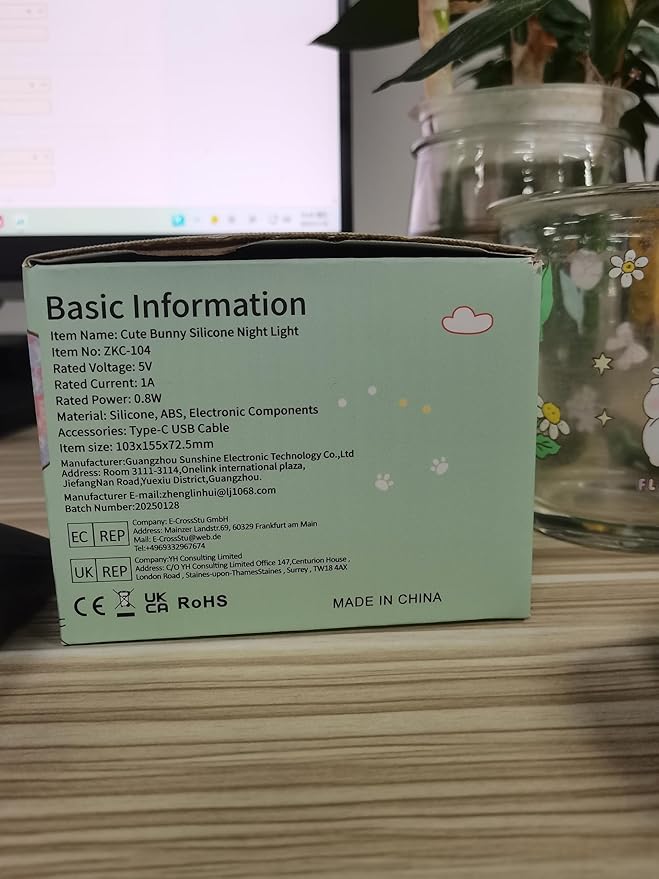 Basic Information
Item Name: Cute Bunny Silicone Night Light
Item No: ZKC-104
Rated Voltage: 5V
Rated Current: 1A
Rated Power: 0.8W
Material: Silicone, ABS, Electronic Components
Accessories: Type-C USB Cable
Item size: 103x155x72.5mm
Manufacturer:Guangzhou Sunshine Electronic Technology Co.,Ltd
Address: Room 3111-3114,Onelink international plaza,
JiefangNan Road,Yuexiu District,Guangzhou.
Manufacturer E-mail:zhenglinhui@lj1068.com
Batch Number:20250128
EC REP
Company: E-CrossStu GmbH
Address: Mainzer Landstr.69, 60329 Frankfurt am Main
Mail: E-CrossStu@web.de
Tel:+4969332967674
UK REP
Company:YH Consulting Limited
Address: C/O YH Consulting Limited Office 147,Centurion House ,
London Road , Staines-upon-ThamesStaines , Surrey , TW18 4AX
CE UK CA RoHS
MADE IN CHINA
FL